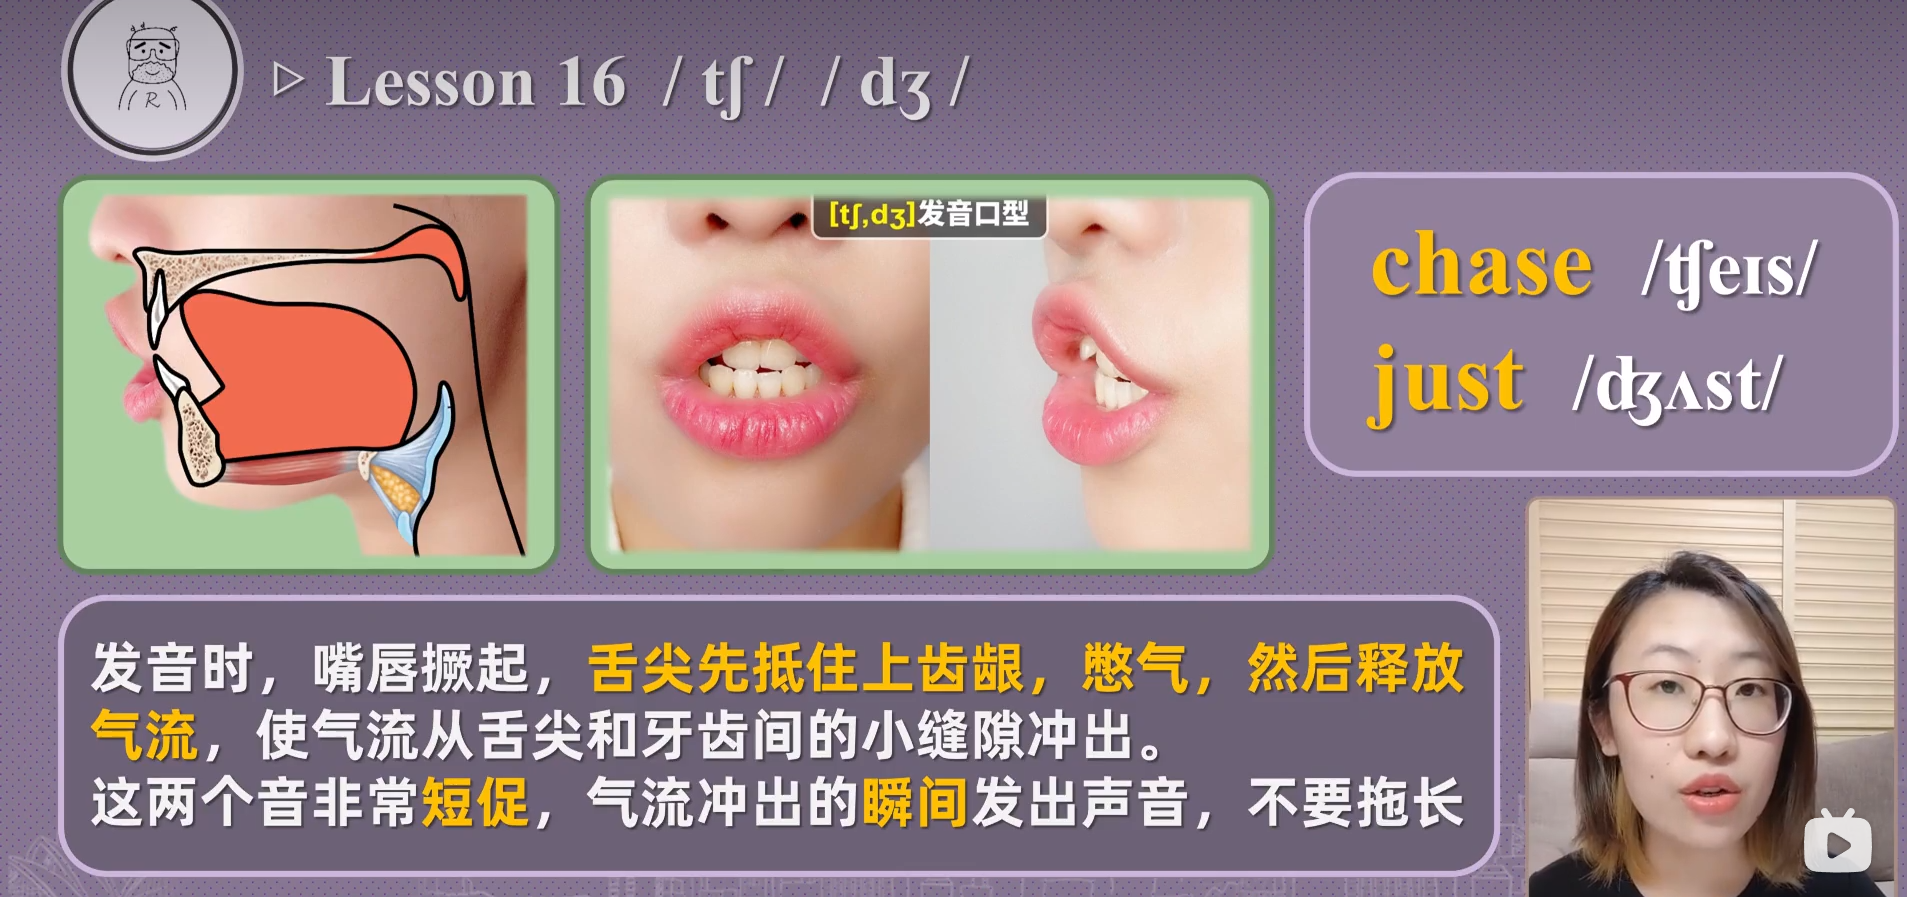 R
Lesson 16 / tʃ / / dʒ /
[tʃ,dʒ]发音口型
chase /ʧeɪs/
just /ʤʌst/
发音时，嘴唇撅起，舌尖先抵住上齿龈，憋气，然后释放
气流，使气流从舌尖和牙齿间的小缝隙冲出。
这两个音非常短促，气流冲出的瞬间发出声音，不要拖长